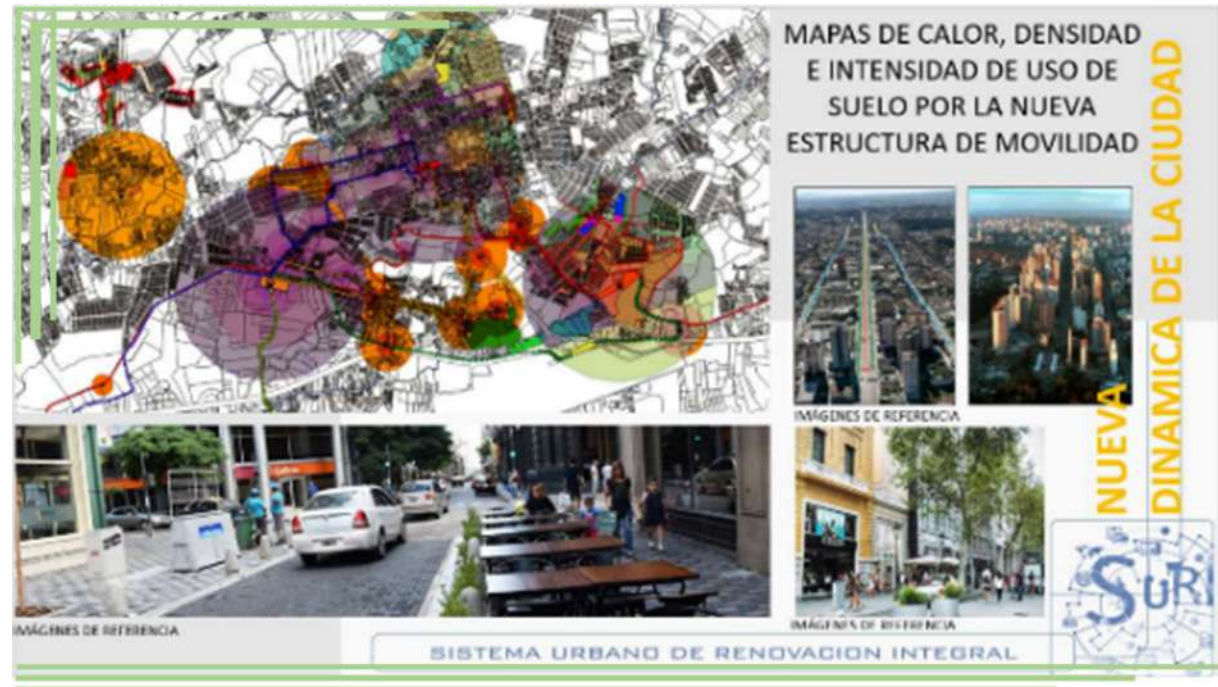 MAPAS DE CALOR, DENSIDAD
E INTENSIDAD DE USO DE
SUELO POR LA NUEVA
ESTRUCTURA DE MOVILIDAD
NUEVA
DINAMICA DE LA CIUDAD
IMÁGENES DE REFERENCIA
IMÁGENES DE REFERENCIA
IMÁGENES DE REFERENCIA
SISTEMA URBANO DE RENOVACION INTEGRAL
SURI